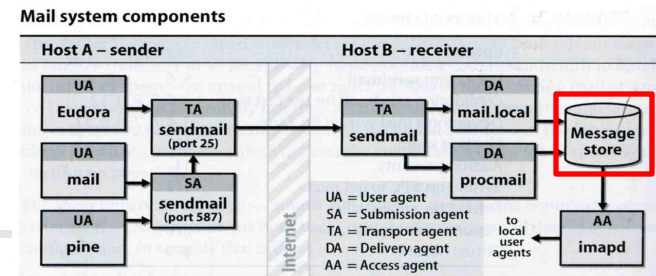 Mail system components
Host A – sender
Host B – receiver
UA
Eudora
UA
mail
UA
pine
TA
sendmail
(port 25)
SA
sendmail
(port 587)
Internet
TA
sendmail
DA
mail.local
DA
procmail
Message
store
AA
imapd
to
local
user
agents
UA = User agent
SA = Submission agent
TA = Transport agent
DA = Delivery agent
AA = Access agent